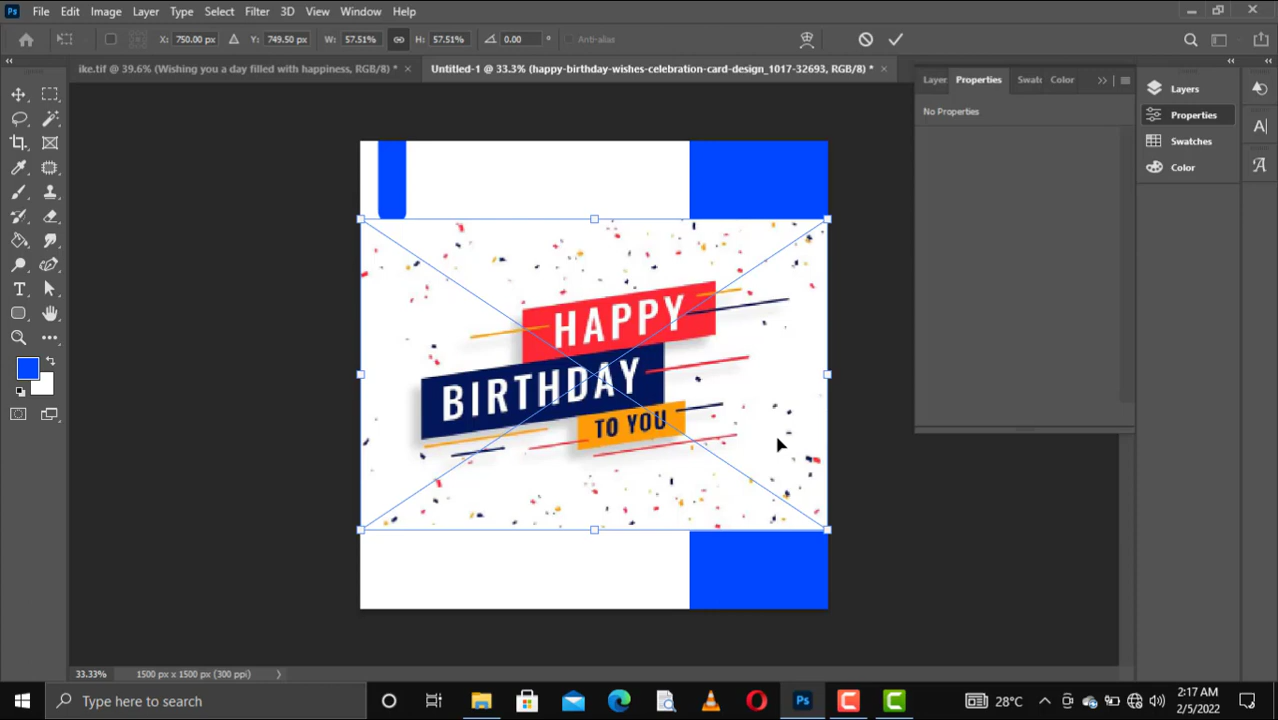 Ps File Edit Image Layer Type Select Filter 3D View Window Help
X: 750.00 px Y: 749.50 px W: 57.51% H: 57.51% 0.00 ° Anti-alias
ike.tif @ 39.6% (Wishing you a day filled with happiness, RGB/8) * × Untitled-1 @ 33.3% (happy-birthday-wishes-celebration-card-design_1017-32693, RGB/8) * ×
Layer Properties Swatc Color
No Properties
Layers
Properties
Swatches
Color
HAPPY
BIRTHDAY
TO YOU
33.33% 1500 px x 1500 px (300 ppi)
Type here to search
Ps
28°C
2:17 AM
2/5/2022